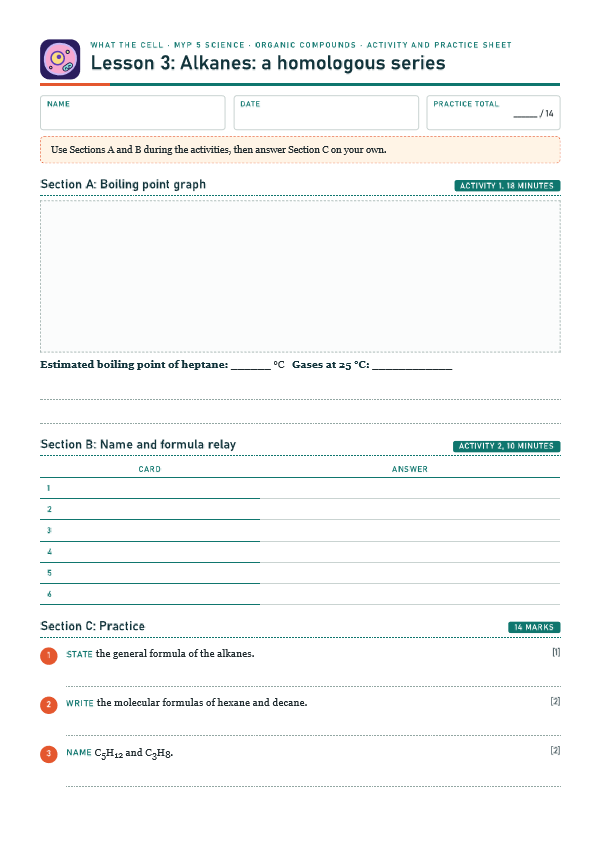 WHAT THE CELL · MYP 5 SCIENCE · ORGANIC COMPOUNDS · ACTIVITY AND PRACTICE SHEET
Lesson 3: Alkanes: a homologous series
NAME
DATE
PRACTICE TOTAL
_____ / 14
Use Sections A and B during the activities, then answer Section C on your own.
Section A: Boiling point graph
ACTIVITY 1, 18 MINUTES
Estimated boiling point of heptane: ______ °C Gases at 25 °C: ____________
Section B: Name and formula relay
ACTIVITY 2, 10 MINUTES
CARD ANSWER
1
2
3
4
5
6
Section C: Practice
14 MARKS
1 STATE the general formula of the alkanes. [1]
2 WRITE the molecular formulas of hexane and decane. [2]
3 NAME C₅H₁₂ and C₃H₈. [2]